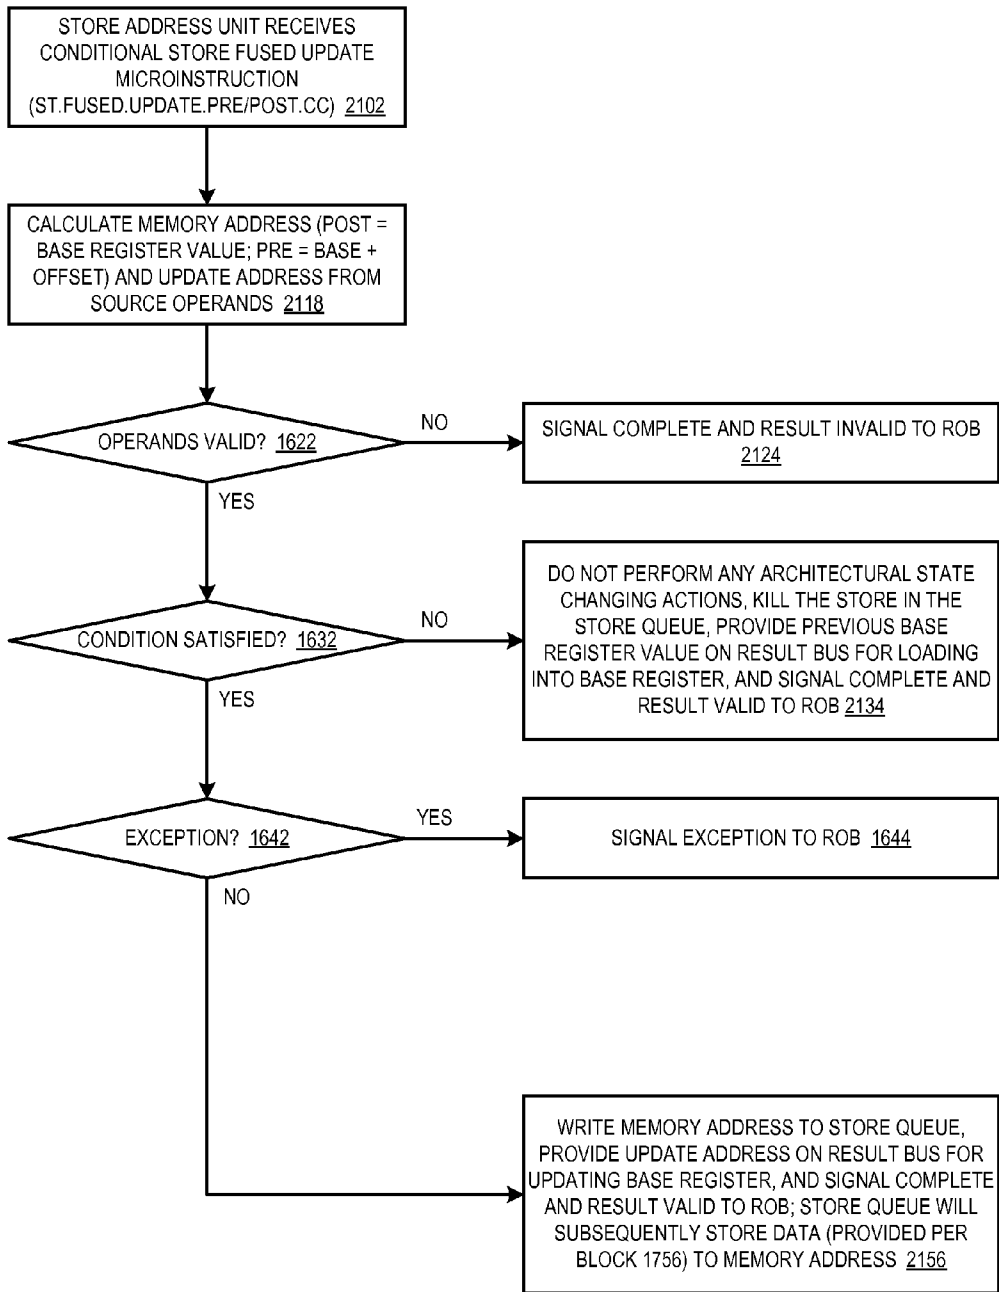 STORE ADDRESS UNIT RECEIVES
CONDITIONAL STORE FUSED UPDATE
MICROINSTRUCTION
(ST.FUSED.UPDATE.PRE/POST.CC) 2102
CALCULATE MEMORY ADDRESS (POST =
BASE REGISTER VALUE; PRE = BASE +
OFFSET) AND UPDATE ADDRESS FROM
SOURCE OPERANDS 2118
OPERANDS VALID? 1622
NO
SIGNAL COMPLETE AND RESULT INVALID TO ROB
2124
YES
CONDITION SATISFIED? 1632
NO
DO NOT PERFORM ANY ARCHITECTURAL STATE
CHANGING ACTIONS, KILL THE STORE IN THE
STORE QUEUE, PROVIDE PREVIOUS BASE
REGISTER VALUE ON RESULT BUS FOR LOADING
INTO BASE REGISTER, AND SIGNAL COMPLETE AND
RESULT VALID TO ROB 2134
YES
EXCEPTION? 1642
YES
SIGNAL EXCEPTION TO ROB 1644
NO
WRITE MEMORY ADDRESS TO STORE QUEUE,
PROVIDE UPDATE ADDRESS ON RESULT BUS FOR
UPDATING BASE REGISTER, AND SIGNAL COMPLETE
AND RESULT VALID TO ROB; STORE QUEUE WILL
SUBSEQUENTLY STORE DATA (PROVIDED PER
BLOCK 1756) TO MEMORY ADDRESS 2156